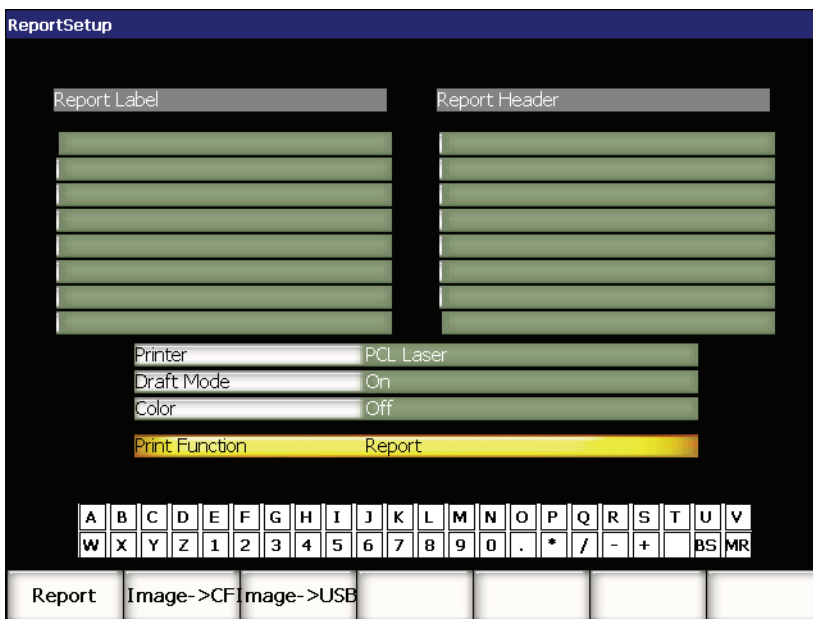 ReportSetup
Report Label
Report Header
Printer PCL Laser
Draft Mode On
Color Off
Print Function Report
A B C D E F G H I J K L M N O P Q R S T U V
W X Y Z 1 2 3 4 5 6 7 8 9 0 . * / - + BS MR
Report Image->CF Image->USB